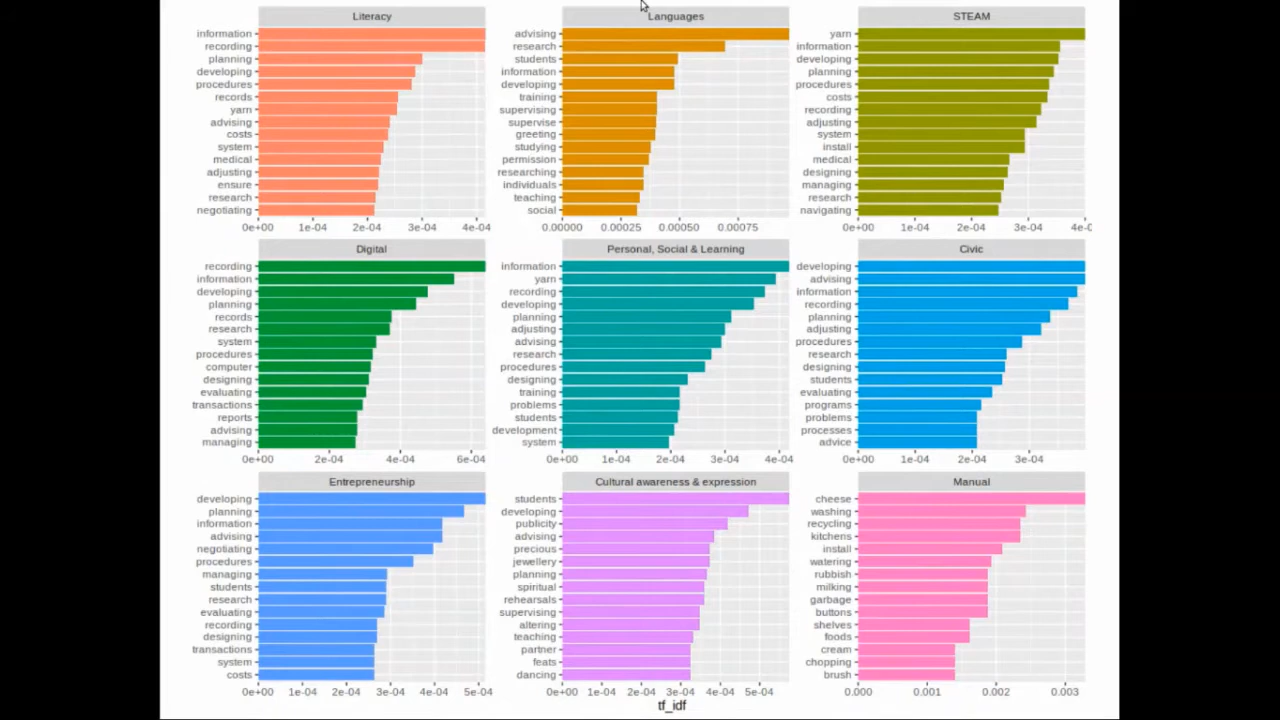 Literacy
information
recording
planning
developing
procedures
records
yarn
advising
costs
system
medical
adjusting
ensure
research
negotiating
0e+00 1e-04 2e-04 3e-04 4e-04
Languages
advising
research
students
information
developing
training
supervising
supervise
greeting
studying
permission
researching
individuals
teaching
social
0.00000 0.00025 0.00050 0.00075
STEAM
yarn
information
developing
planning
procedures
costs
recording
adjusting
system
install
medical
designing
managing
research
navigating
0e+00 1e-04 2e-04 3e-04 4e-0
Digital
recording
information
developing
planning
records
research
system
procedures
computer
designing
evaluating
transactions
reports
advising
managing
0e+00 2e-04 4e-04 6e-04
Personal, Social & Learning
information
yarn
recording
developing
planning
adjusting
advising
research
procedures
designing
training
problems
students
development
system
0e+00 1e-04 2e-04 3e-04 4e-04
Civic
developing
advising
information
recording
planning
adjusting
procedures
research
designing
students
evaluating
programs
problems
processes
advice
0e+00 1e-04 2e-04 3e-04
Entrepreneurship
developing
planning
information
advising
negotiating
procedures
managing
students
research
evaluating
recording
designing
transactions
system
costs
0e+00 1e-04 2e-04 3e-04 4e-04 5e-04
Cultural awareness & expression
students
developing
publicity
advising
precious
jewellery
planning
spiritual
rehearsals
supervising
altering
teaching
partner
feats
dancing
0e+00 1e-04 2e-04 3e-04 4e-04 5e-04
Manual
cheese
washing
recycling
kitchens
install
watering
rubbish
milking
garbage
buttons
shelves
foods
cream
chopping
brush
0.000 0.001 0.002 0.003
tf_idf